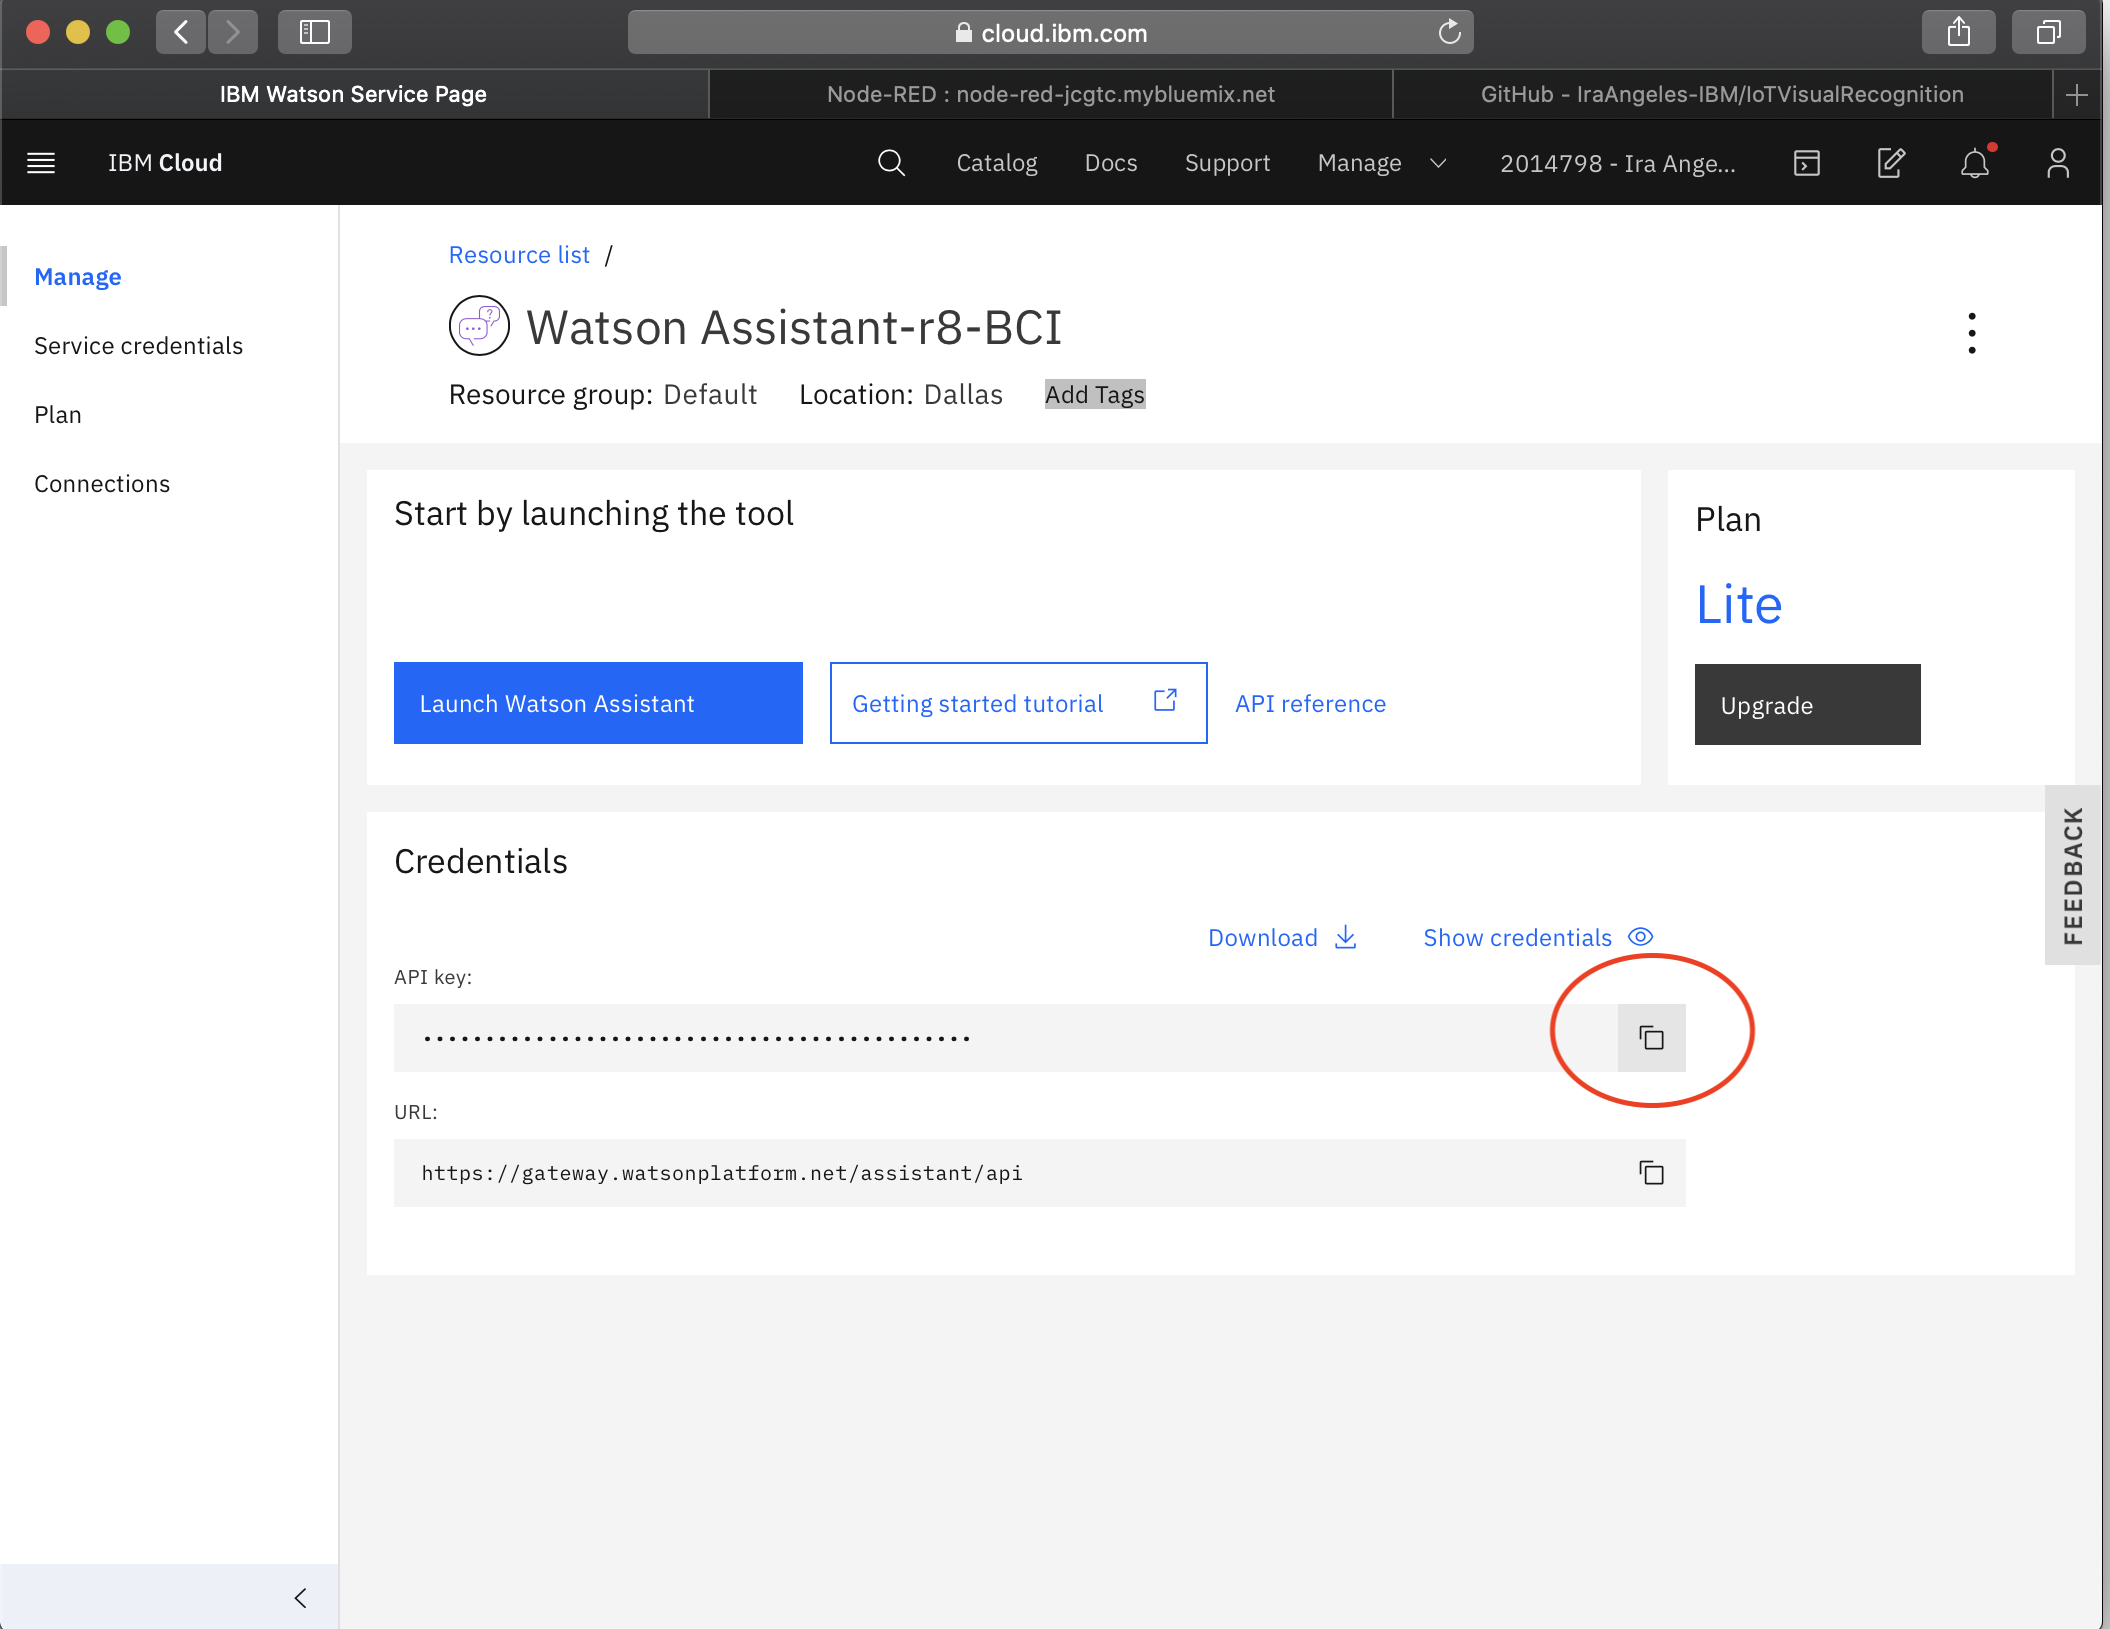 cloud.ibm.com
IBM Watson Service Page
Node-RED : node-red-jcgtc.mybluemix.net
GitHub - IraAngeles-IBM/IoTVisualRecognition
IBM Cloud
Catalog
Docs
Support
Manage
2014798 - Ira Ange...
Manage
Service credentials
Plan
Connections
Resource list /
Watson Assistant-r8-BCI
Resource group: Default
Location: Dallas
Add Tags
Start by launching the tool
Launch Watson Assistant
Getting started tutorial
API reference
Plan
Lite
Upgrade
FEEDBACK
Credentials
Download
Show credentials
API key:
URL:
https://gateway.watsonplatform.net/assistant/api